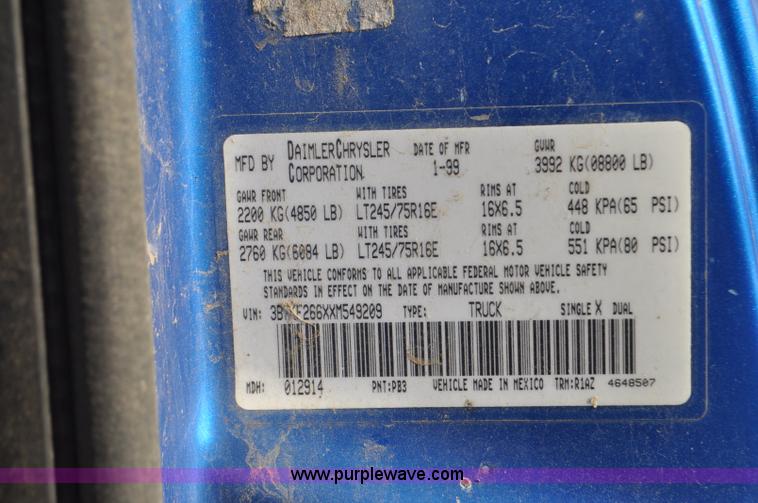 MFD BY DAIMLERCHRYSLER CORPORATION DATE OF MFR 1-99 GVWR 3992 KG(08800 LB)
GAWR FRONT WITH TIRES RIMS AT COLD
2200 KG(4850 LB) LT245/75R16E 16X6.5 448 KPA(65 PSI)
GAWR REAR WITH TIRES RIMS AT COLD
2760 KG(6084 LB) LT245/75R16E 16X6.5 551 KPA(80 PSI)
THIS VEHICLE CONFORMS TO ALL APPLICABLE FEDERAL MOTOR VEHICLE SAFETY
STANDARDS IN EFFECT ON THE DATE OF MANUFACTURE SHOWN ABOVE.
VIN: TYPE: TRUCK SINGLE X DUAL
MDH: 012914 PNT:PB3 VEHICLE MADE IN MEXICO TRM:R1AZ 4648507
www.purplewave.com